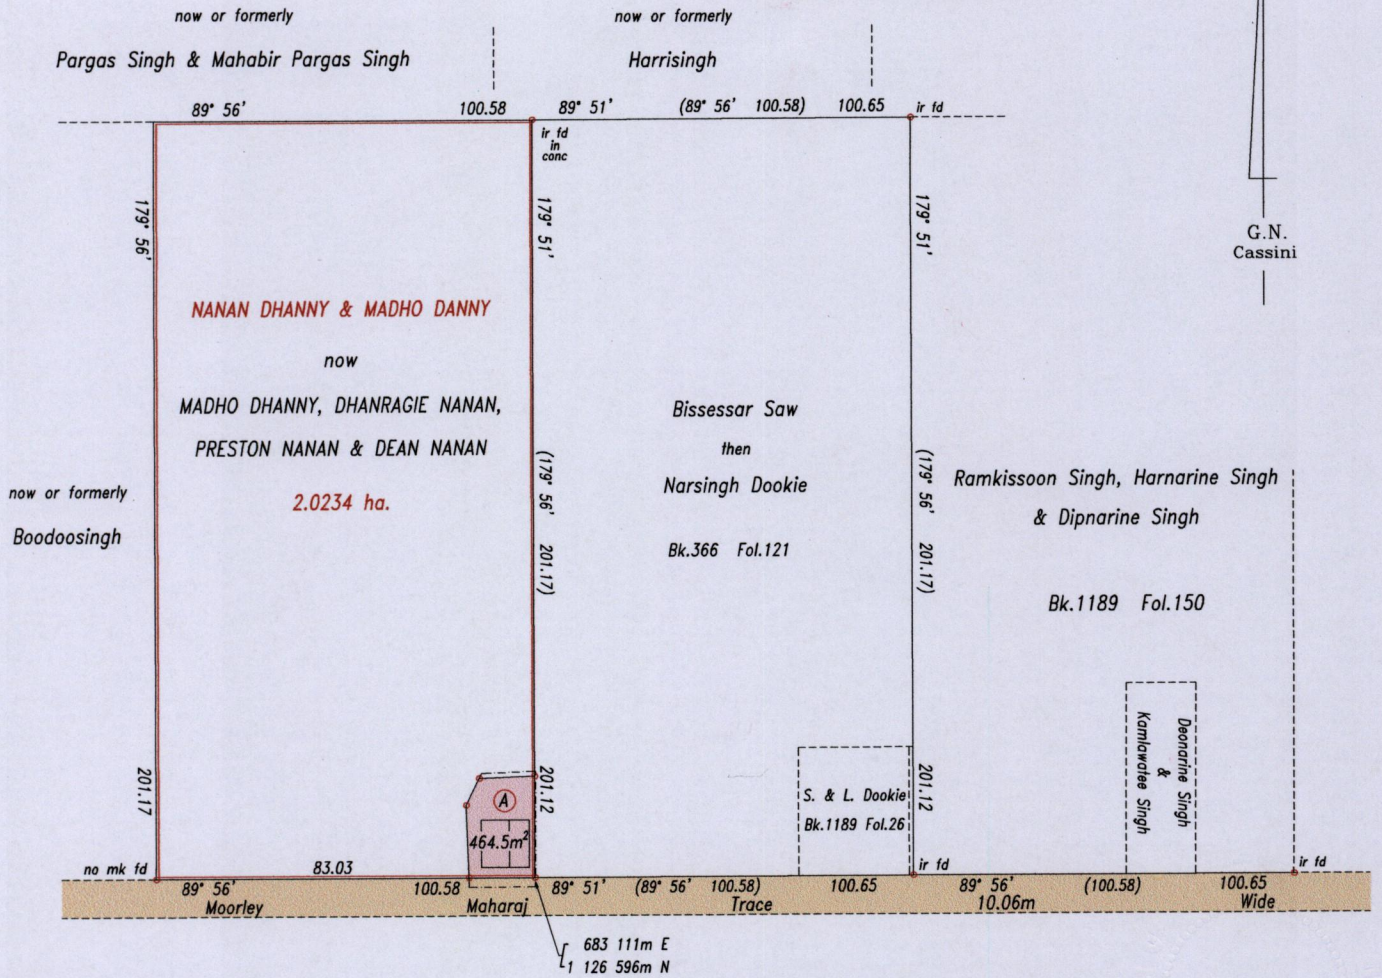 now or formerly
Pargas Singh & Mahabir Pargas Singh
now or formerly
Harrisingh
89° 56'
100.58
89° 51'
(89° 56' 100.58)
100.65
ir fd
ir fd
in
conc
179° 56'
179° 51'
179° 51'
G.N.
Cassini
NANAN DHANNY & MADHO DANNY
now
MADHO DHANNY, DHANRAGIE NANAN,
PRESTON NANAN & DEAN NANAN
2.0234 ha.
now or formerly
Boodoosingh
(179° 56' 201.17)
Bissessar Saw
then
Narsingh Dookie
Bk.366 Fol.121
(179° 56' 201.17)
Ramkissoon Singh, Harnarine Singh
& Dipnarine Singh
Bk.1189 Fol.150
Deonarine Singh
&
Kamlawatee Singh
201.17
201.12
201.12
A
464.5m²
S. & L. Dookie
Bk.1189 Fol.26
no mk fd
83.03
ir fd
ir fd
89° 56'
100.58
89° 51'
(89° 56' 100.58)
100.65
89° 56'
(100.58)
100.65
Moorley Maharaj Trace 10.06m Wide
683 111m E
1 126 596m N